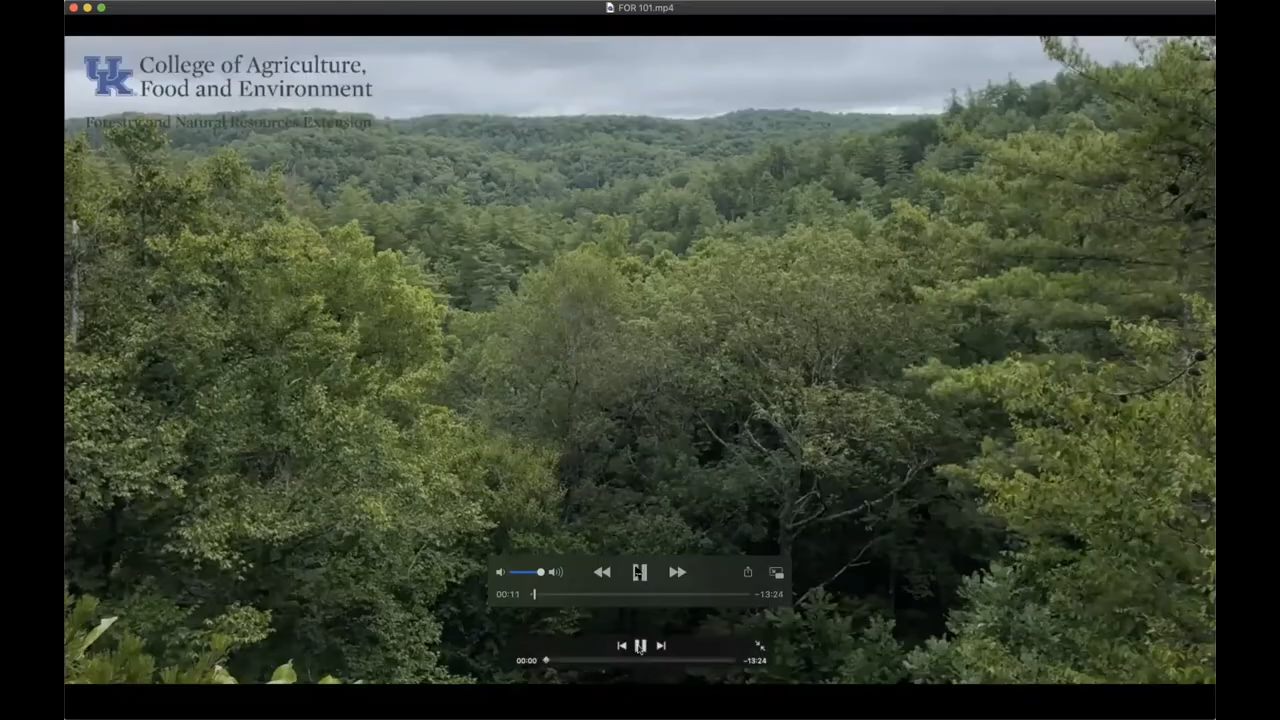 FOR 101.mp4
UK
College of Agriculture,
Food and Environment
Forestry and Natural Resources Extension
00:11
-13:24
00:00
-13:24